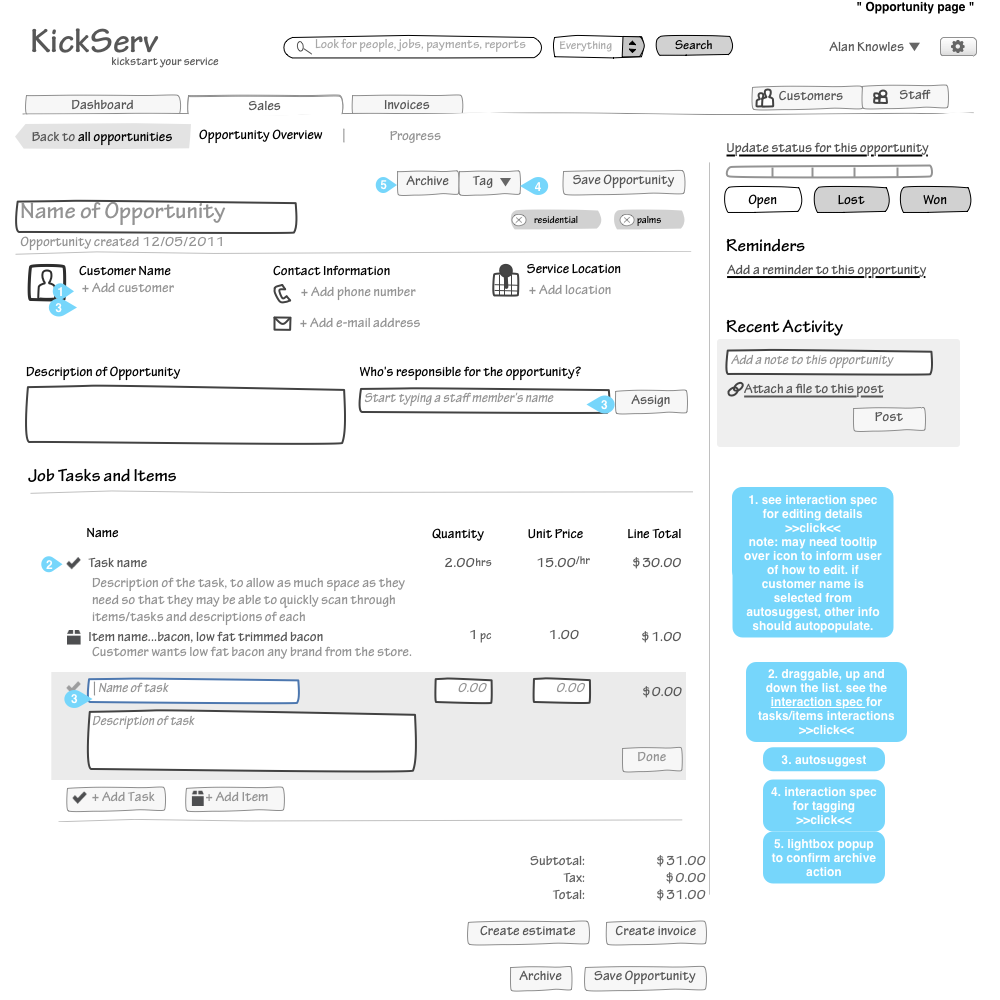 " Opportunity page "
KickServ
kickstart your service
Look for people, jobs, payments, reports
Everything
Search
Alan Knowles
Dashboard
Sales
Invoices
Customers
Staff
Back to all opportunities
Opportunity Overview
|
Progress
5
Archive
Tag
4
Save Opportunity
Name of Opportunity
residential
palms
Opportunity created 12/05/2011
Customer Name
+ Add customer
1
3
Contact Information
+ Add phone number
+ Add e-mail address
Service Location
+ Add location
Description of Opportunity
Who's responsible for the opportunity?
Start typing a staff member's name
3
Assign
Job Tasks and Items
Name
Quantity
Unit Price
Line Total
2
Task name
2.00hrs
15.00/hr
$30.00
Description of the task, to allow as much space as they
need so that they may be able to quickly scan through
items/tasks and descriptions of each
Item name...bacon, low fat trimmed bacon
1 pc
1.00
$1.00
Customer wants low fat bacon any brand from the store.
3
Name of task
0.00
0.00
$0.00
Description of task
Done
+ Add Task
+ Add Item
Subtotal:
$31.00
Tax:
$0.00
Total:
$31.00
Create estimate
Create invoice
Archive
Save Opportunity
Update status for this opportunity
Open
Lost
Won
Reminders
Add a reminder to this opportunity
Recent Activity
Add a note to this opportunity
Attach a file to this post
Post
1. see interaction spec
for editing details
>>click<<
note: may need tooltip
over icon to inform user
of how to edit. if
customer name is
selected from
autosuggest, other info
should autopopulate.
2. draggable, up and
down the list. see the
interaction spec for
tasks/items interactions
>>click<<
3. autosuggest
4. interaction spec
for tagging
>>click<<
5. lightbox popup
to confirm archive
action